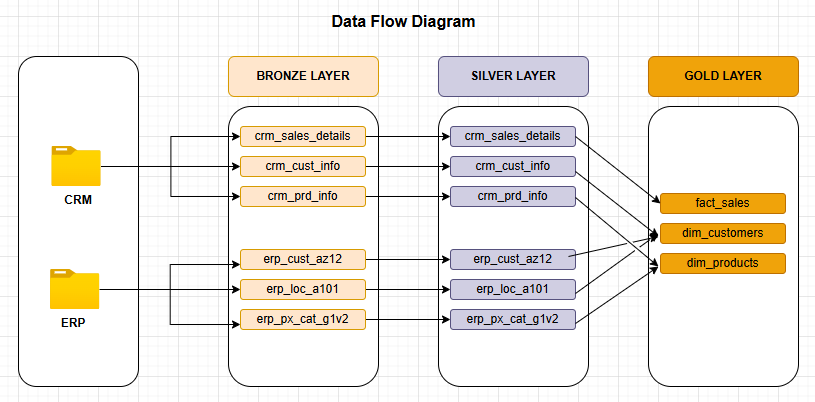 Data Flow Diagram
BRONZE LAYER
SILVER LAYER
GOLD LAYER
CRM
ERP
crm_sales_details
crm_cust_info
crm_prd_info
erp_cust_az12
erp_loc_a101
erp_px_cat_g1v2
crm_sales_details
crm_cust_info
crm_prd_info
erp_cust_az12
erp_loc_a101
erp_px_cat_g1v2
fact_sales
dim_customers
dim_products